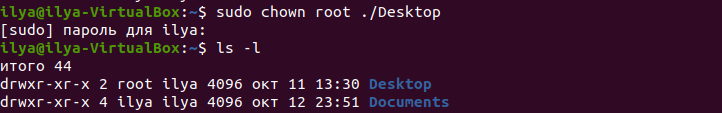 ilya@ilya-VirtualBox:~$ sudo chown root ./Desktop
[sudo] пароль для ilya:
ilya@ilya-VirtualBox:~$ ls -l
итого 44
drwxr-xr-x 2 root ilya 4096 окт 11 13:30 Desktop
drwxr-xr-x 4 ilya ilya 4096 окт 12 23:51 Documents